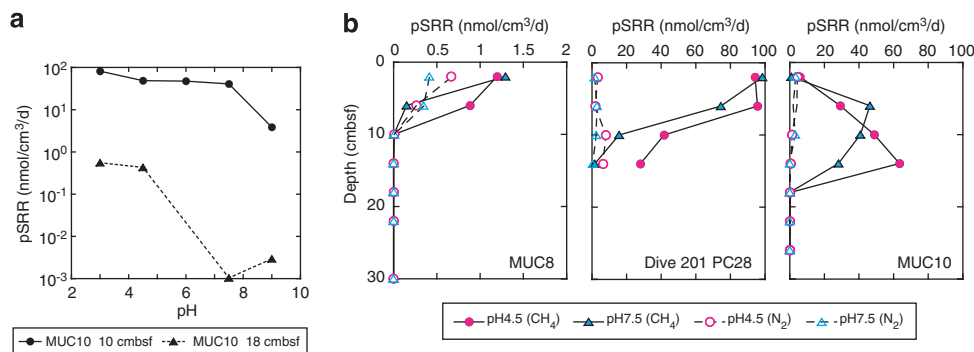 a
pSRR (nmol/cm³/d)
10²
10¹
10⁰
10⁻¹
10⁻²
10⁻³
2 4 6 8 10
pH
MUC10 10 cmbsf MUC10 18 cmbsf
b
pSRR (nmol/cm³/d) pSRR (nmol/cm³/d) pSRR (nmol/cm³/d)
0 0.5 1 1.5 2 0 20 40 60 80 100 0 20 40 60 80 100
Depth (cmbsf)
0
10
20
30
MUC8 Dive 201 PC28 MUC10
pH4.5 (CH₄) pH7.5 (CH₄) pH4.5 (N₂) pH7.5 (N₂)